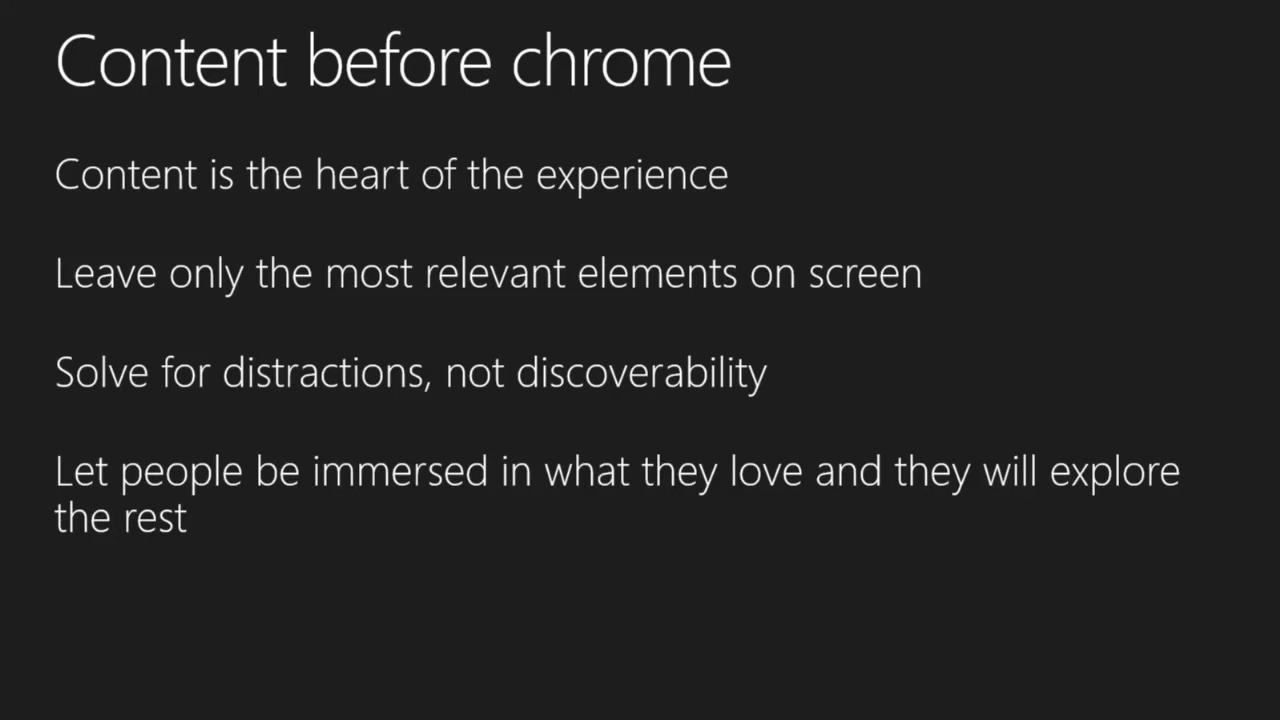 Content before chrome
Content is the heart of the experience
Leave only the most relevant elements on screen
Solve for distractions, not discoverability
Let people be immersed in what they love and they will explore
the rest